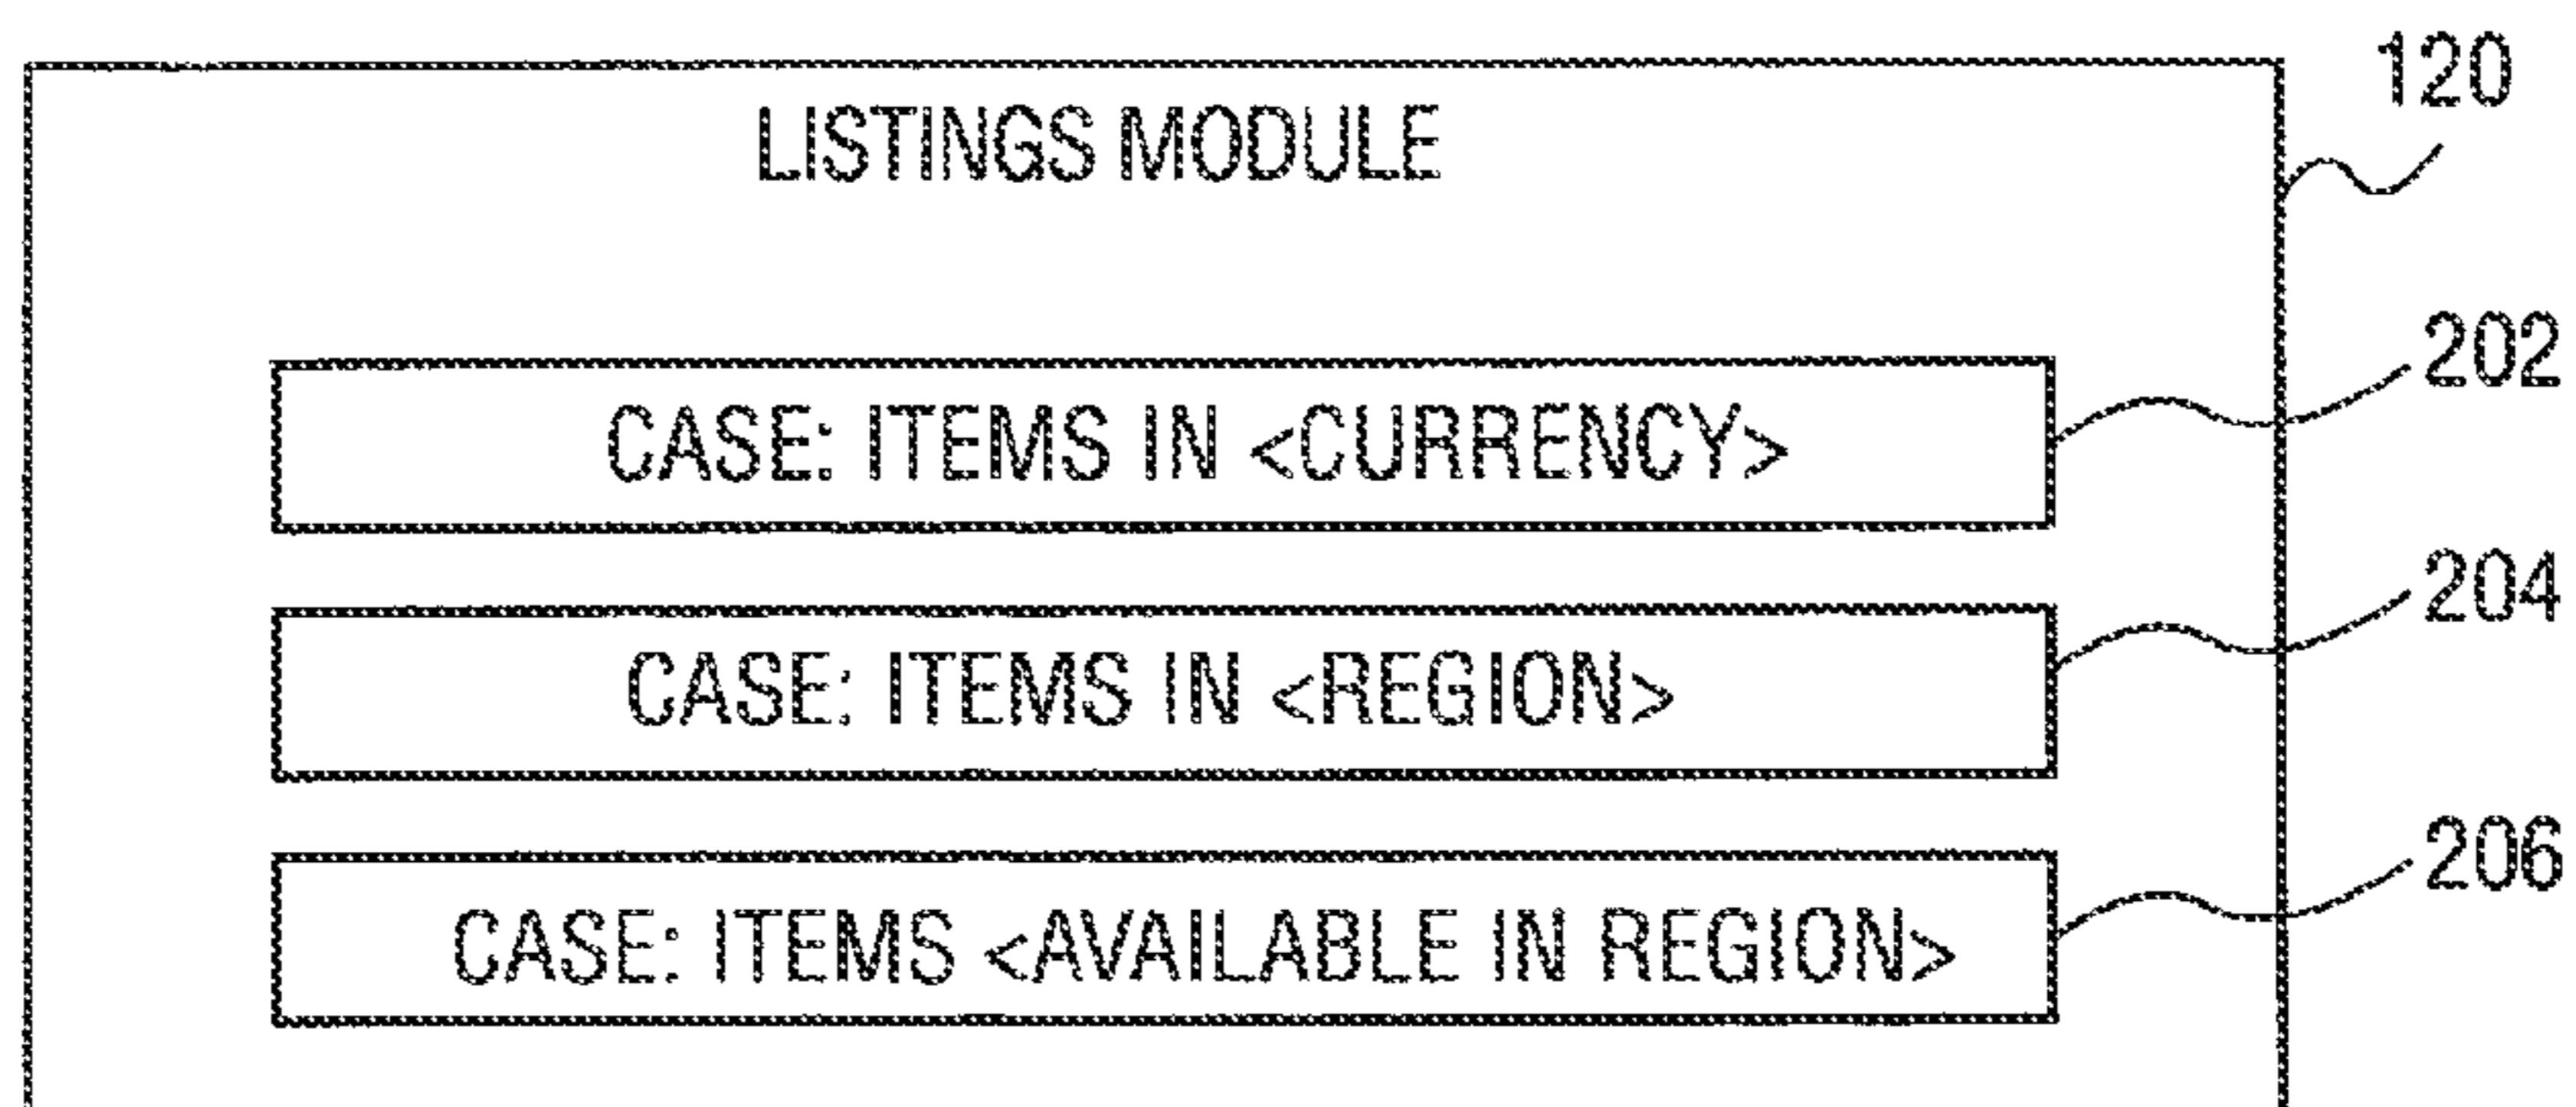 120
LISTINGS MODULE
202
CASE: ITEMS IN <CURRENCY>
204
CASE: ITEMS IN <REGION>
206
CASE: ITEMS <AVAILABLE IN REGION>